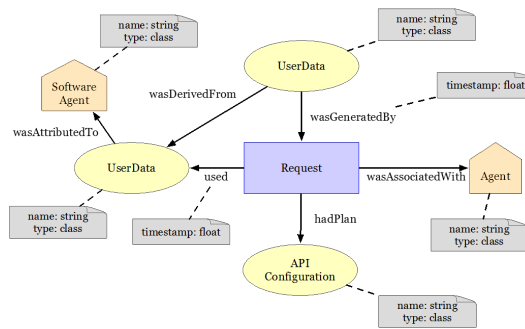 name: string
type: class
name: string
type: class
Software
Agent
UserData
wasDerivedFrom
timestamp: float
wasGeneratedBy
wasAttributedTo
UserData
used
Request
wasAssociatedWith
Agent
name: string
type: class
timestamp: float
hadPlan
name: string
type: class
API
Configuration
name: string
type: class